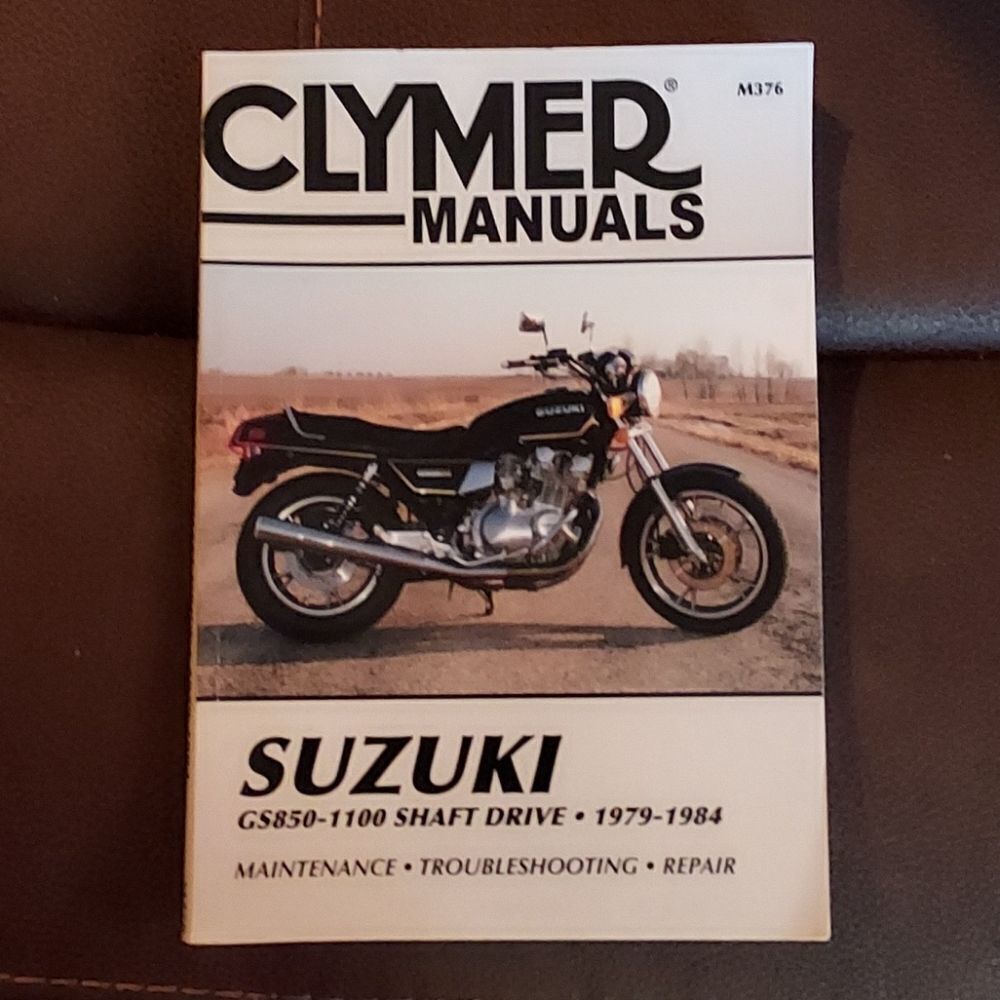 CLYMER®
M376
MANUALS
SUZUKI
SUZUKI
GS850-1100 SHAFT DRIVE • 1979-1984
MAINTENANCE • TROUBLESHOOTING • REPAIR